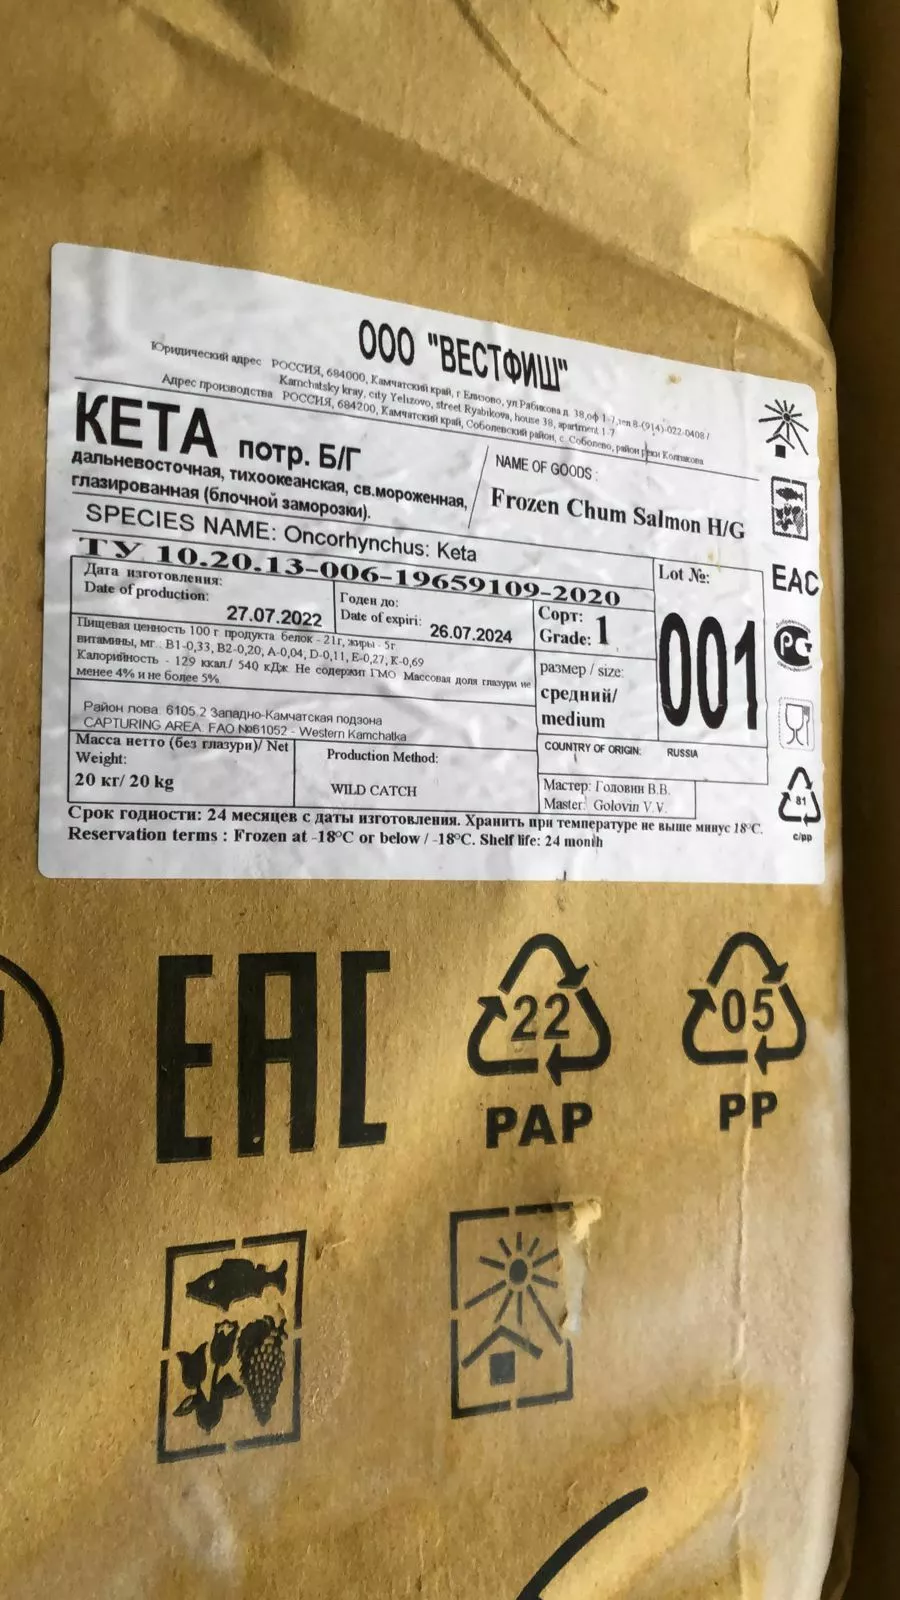 ООО "ВЕСТФИШ"
Юридический адрес РОССИЯ, 684000, Камчатский край, г Елизово, ул.Рабикова д. 38,оф 1-7,тел 8-(914)-022-0408/
Kamchatsky kray, city Yelizovo, street Ryabikova, house 38, apartment 1-7
Адрес производства РОССИЯ, 684200, Камчатский край, Соболевский район, с. Соболево, район реки Колпакова
КЕТА потр. Б/Г
дальневосточная, тихоокеанская, св.мороженная,
глазированная (блочной заморозки).
NAME OF GOODS :
Frozen Chum Salmon H/G
SPECIES NAME: Oncorhynchus: Keta
ТУ 10.20.13-006-19659109-2020
Дата изготовления:
Date of production:
27.07.2022
Годен до:
Date of expiri:
26.07.2024
Сорт:
Grade: 1
Lot №:
001
Пищевая ценность 100 г. продукта белок - 21г, жиры - 5г
витамины, мг . B1-0,33, B2-0,20, A-0,04, D-0,11, E-0,27, K-0,69
Калорийность - 129 ккал./ 540 кДж. Не содержит ГМО Массовая доля глазури не
менее 4% и не более 5%
размер / size:
средний/
medium
Район лова: 6105.2 Западно-Камчатская подзона
CAPTURING AREA: FAO №61052 - Western Kamchatka
Масса нетто (без глазури)/ Net
Weight:
20 кг/ 20 kg
Production Method:
WILD CATCH
COUNTRY OF ORIGIN: RUSSIA
Мастер: Головин В.В.
Master: Golovin V.V.
Срок годности: 24 месяцев с даты изготовления. Хранить при температуре не выше минус 18°С.
Reservation terms : Frozen at -18°C or below / -18°C. Shelf life: 24 month
EAC
РСТ
81
c/pp
EAC
22
PAP
05
PP